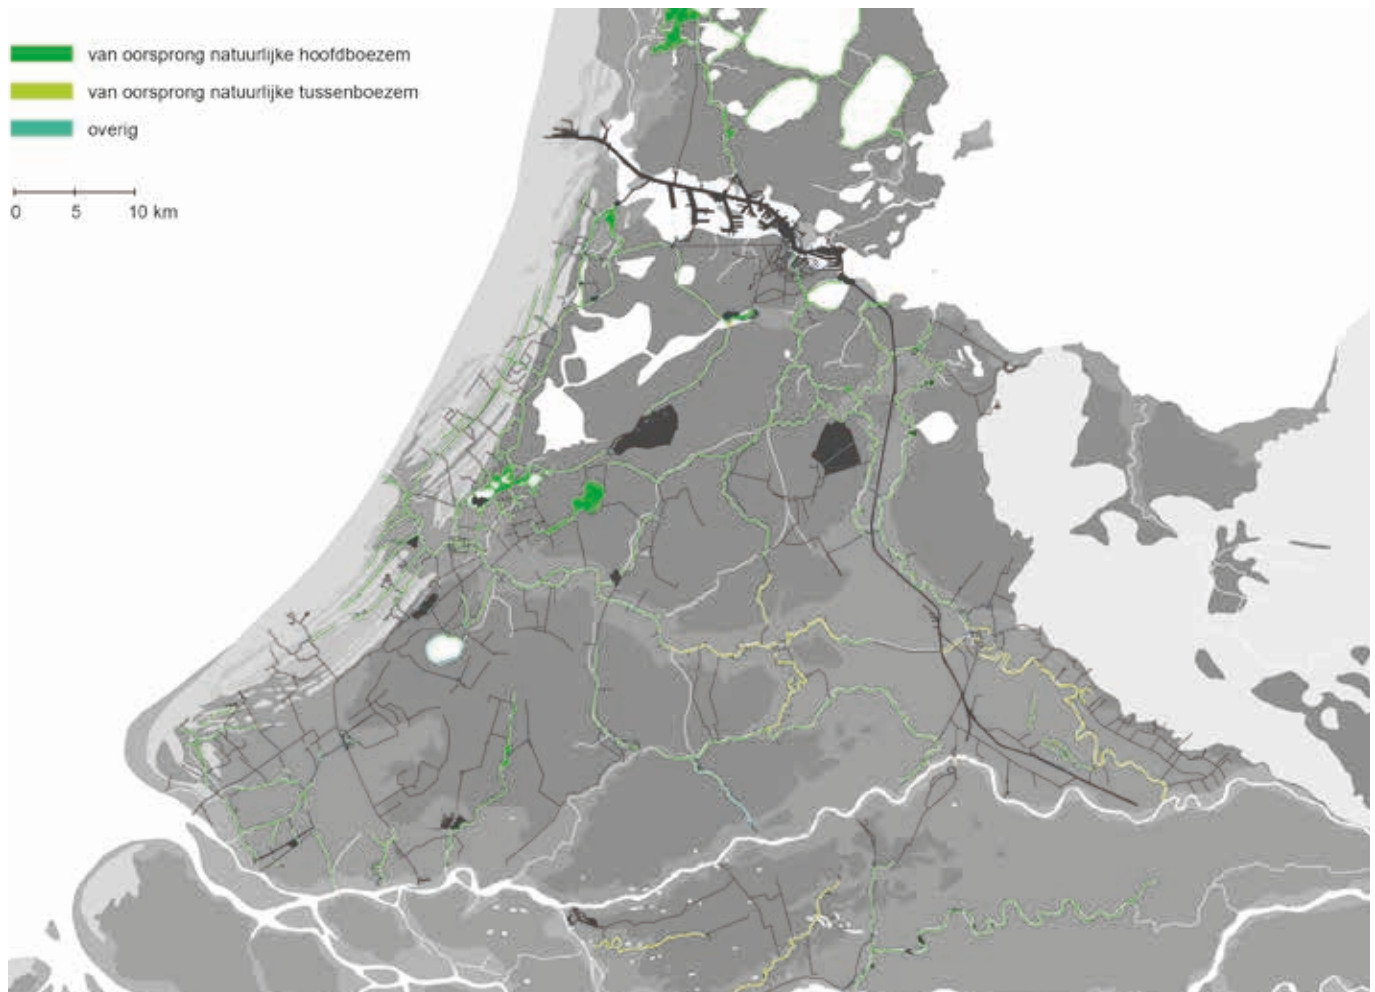 van oorsprong natuurlijke hoofdboezem
van oorsprong natuurlijke tussenboezem
overig
0 5 10 km